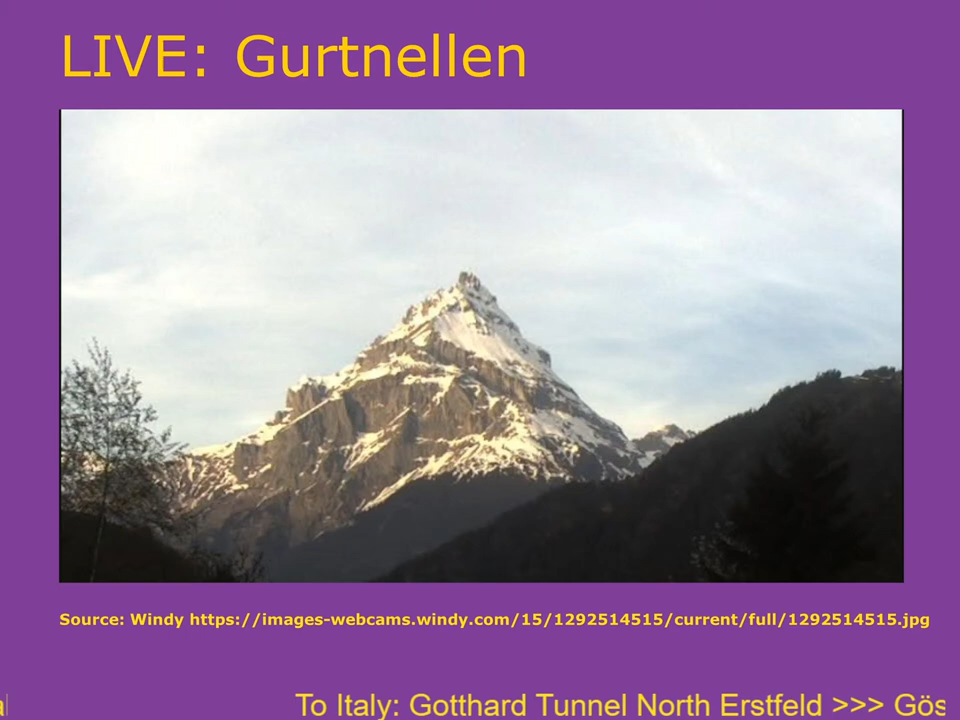 LIVE: Gurtnellen
Source: Windy https://images-webcams.windy.com/15/1292514515/current/full/1292514515.jpg
To Italy: Gotthard Tunnel North Erstfeld >>> Gös